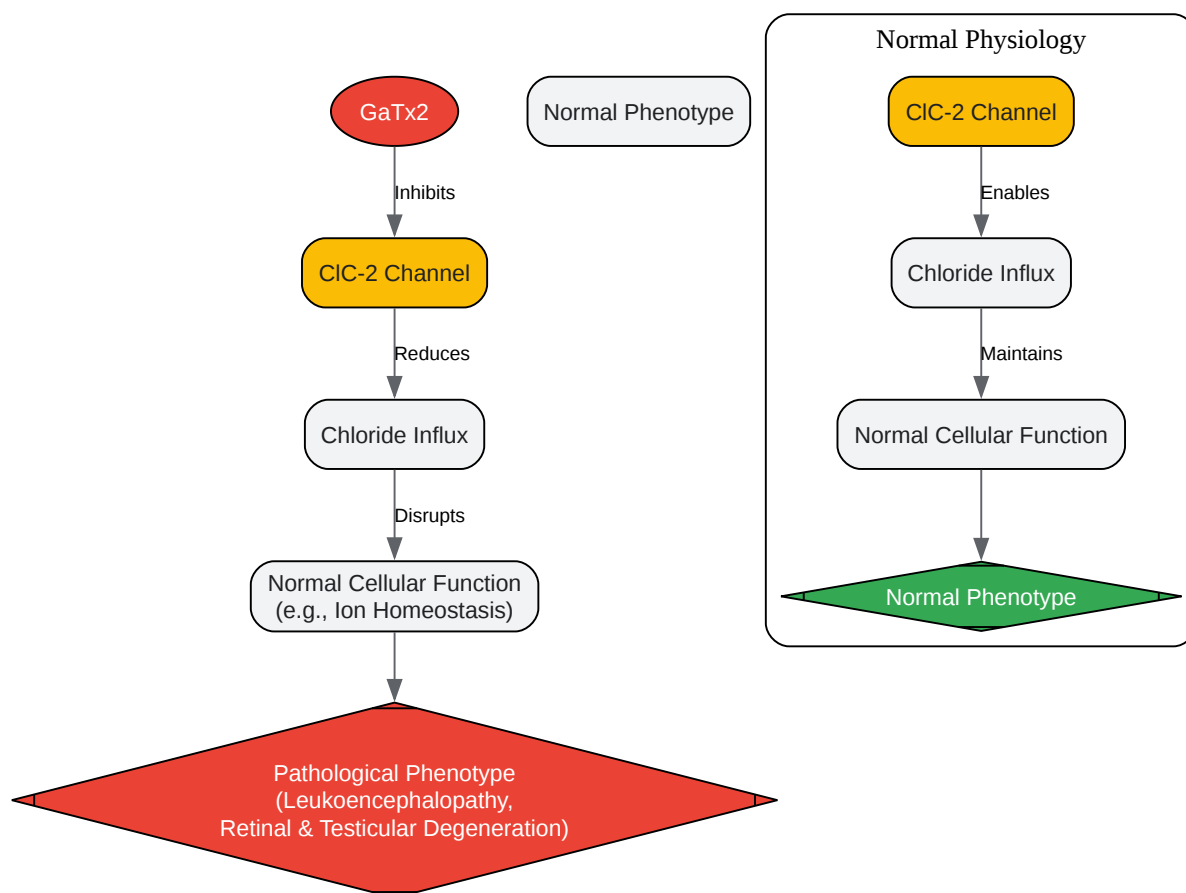 GaTx2
Inhibits
ClC-2 Channel
Reduces
Chloride Influx
Disrupts
Normal Cellular Function
(e.g., Ion Homeostasis)
Pathological Phenotype
(Leukoencephalopathy,
Retinal & Testicular Degeneration)
Normal Phenotype
Normal Physiology
ClC-2 Channel
Enables
Chloride Influx
Maintains
Normal Cellular Function
Normal Phenotype